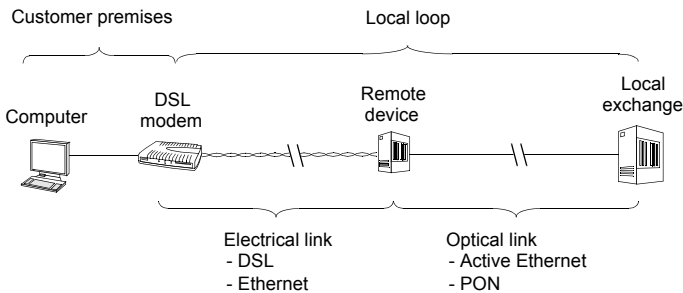 Customer premises
Local loop
Computer
DSL
modem
Remote
device
Local
exchange
Electrical link
- DSL
- Ethernet
Optical link
- Active Ethernet
- PON